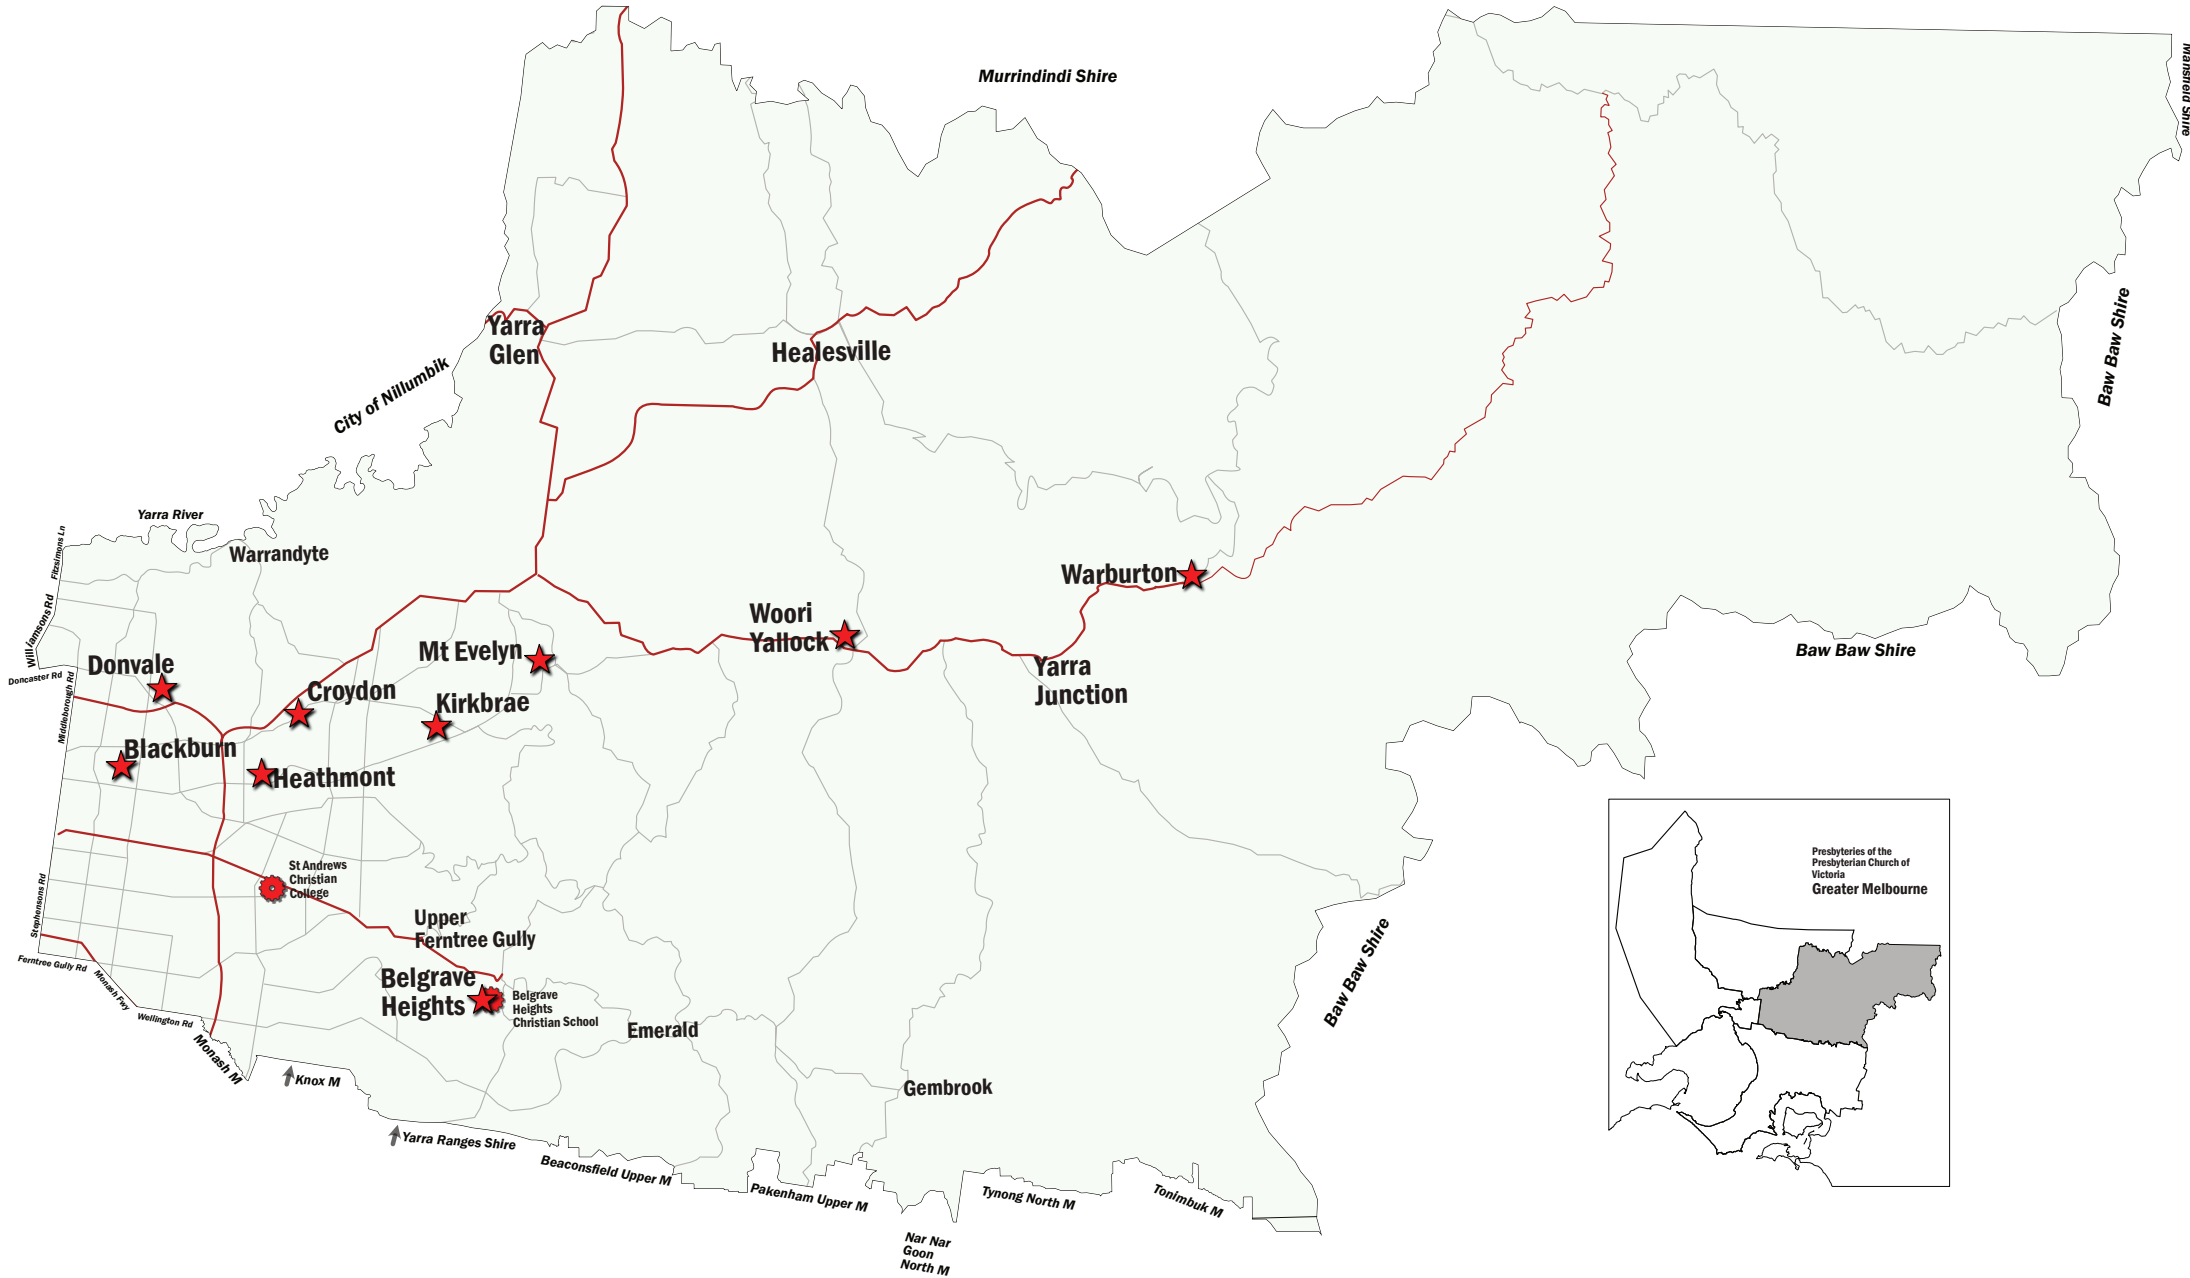 Murrindindi Shire
Mansfield Shire
Yarra
Glen
Healesville
City of Nillumbik
Baw Baw Shire
Yarra River
Fitzsimons Ln
Warrandyte
Williamsons Rd
Warburton
Woori
Yallock
Mt Evelyn
Baw Baw Shire
Donvale
Doncaster Rd
Yarra
Junction
Croydon
Kirkbrae
Middleborough Rd
Blackburn
Heathmont
St Andrews
Christian
College
Presbyteries of the
Presbyterian Church of
Victoria
Greater Melbourne
Stephensons Rd
Upper
Ferntree Gully
Baw Baw Shire
Ferntree Gully Rd
Monash Fwy
Belgrave
Heights
Belgrave
Heights
Christian School
Wellington Rd
Emerald
Monash M
Knox M
Gembrook
Yarra Ranges Shire
Beaconsfield Upper M
Pakenham Upper M
Tynong North M
Tonimbuk M
Nar Nar
Goon
North M